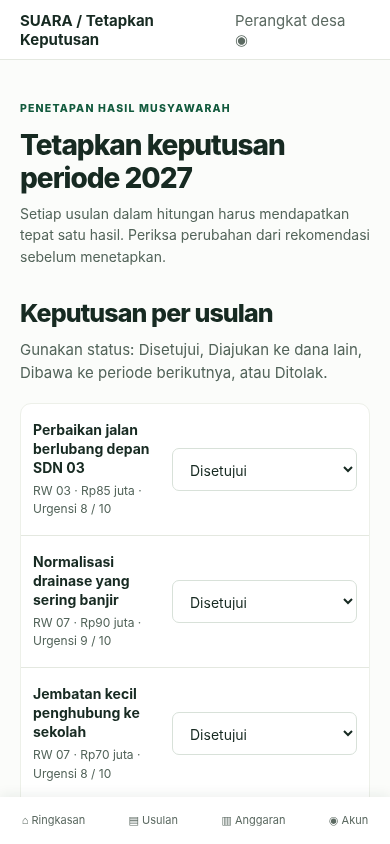 SUARA / Tetapkan
Keputusan
Perangkat desa
◉
PENETAPAN HASIL MUSYAWARAH
Tetapkan keputusan
periode 2027
Setiap usulan dalam hitungan harus mendapatkan
tepat satu hasil. Periksa perubahan dari rekomendasi
sebelum menetapkan.
Keputusan per usulan
Gunakan status: Disetujui, Diajukan ke dana lain,
Dibawa ke periode berikutnya, atau Ditolak.
Perbaikan jalan
berlubang depan
SDN 03
RW 03 · Rp85 juta ·
Urgensi 8 / 10
Disetujui
Normalisasi
drainase yang
sering banjir
RW 07 · Rp90 juta ·
Urgensi 9 / 10
Disetujui
Jembatan kecil
penghubung ke
sekolah
RW 07 · Rp70 juta ·
Urgensi 8 / 10
Disetujui
⌂ Ringkasan
▤ Usulan
▥ Anggaran
◉ Akun